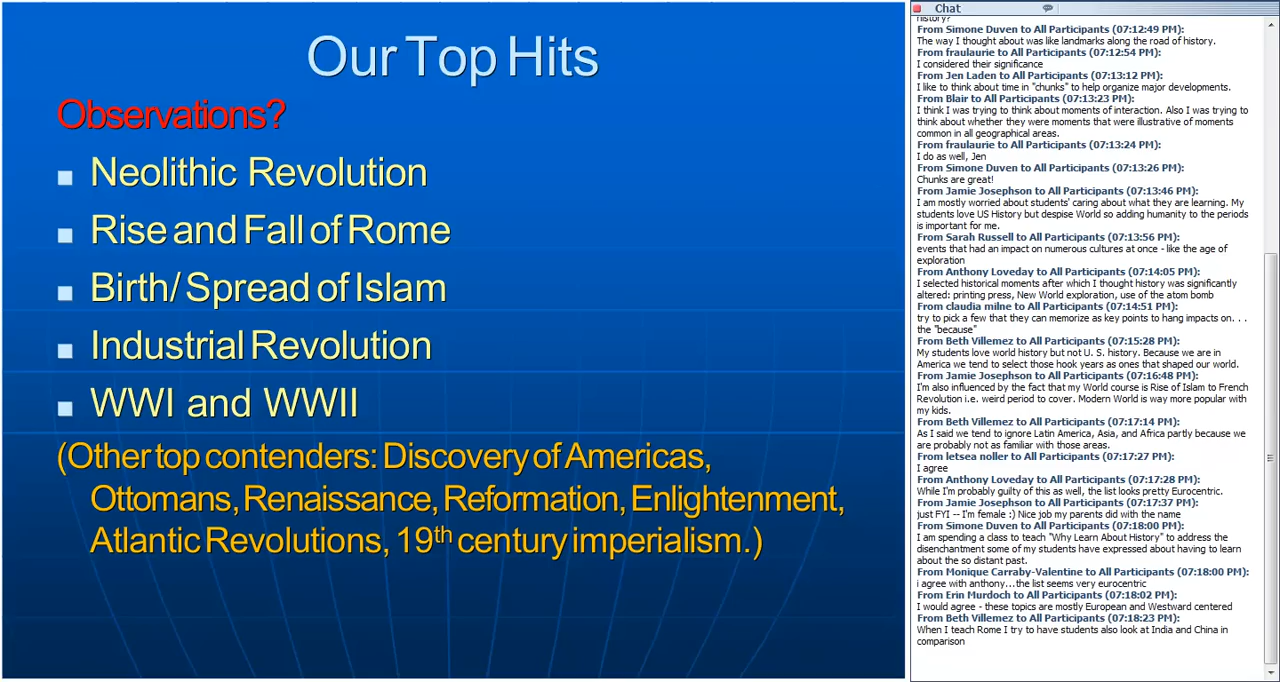 Our Top Hits
Observations?
Neolithic Revolution
Rise and Fall of Rome
Birth/ Spread of Islam
Industrial Revolution
WWI and WWII
(Other top contenders: Discovery of Americas,
Ottomans, Renaissance, Reformation, Enlightenment,
Atlantic Revolutions, 19th century imperialism.)
Chat
history?
From Simone Duven to All Participants (07:12:49 PM):
The way I thought about was like landmarks along the road of history.
From fraulaurie to All Participants (07:12:54 PM):
I considered their significance
From Jen Laden to All Participants (07:13:12 PM):
I like to think about time in "chunks" to help organize major developments.
From Blair to All Participants (07:13:23 PM):
I think I was trying to think about moments of interaction. Also I was trying to
think about whether they were moments that were illustrative of moments
common in all geographical areas.
From fraulaurie to All Participants (07:13:24 PM):
I do as well, Jen
From Simone Duven to All Participants (07:13:26 PM):
Chunks are great!
From Jamie Josephson to All Participants (07:13:46 PM):
I am mostly worried about students' caring about what they are learning. My
students love US History but despise World so adding humanity to the periods
is important for me.
From Sarah Russell to All Participants (07:13:56 PM):
events that had an impact on numerous cultures at once - like the age of
exploration
From Anthony Loveday to All Participants (07:14:05 PM):
I selected historical moments after which I thought history was significantly
altered: printing press, New World exploration, use of the atom bomb
From claudia milne to All Participants (07:14:51 PM):
try to pick a few that they can memorize as key points to hang impacts on. . .
the "because"
From Beth Villemez to All Participants (07:15:28 PM):
My students love world history but not U. S. history. Because we are in
America we tend to select those hook years as ones that shaped our world.
From Jamie Josephson to All Participants (07:16:48 PM):
I'm also influenced by the fact that my World course is Rise of Islam to French
Revolution i.e. weird period to cover. Modern World is way more popular with
my kids.
From Beth Villemez to All Participants (07:17:14 PM):
As I said we tend to ignore Latin America, Asia, and Africa partly because we
are probably not as familiar with those areas.
From letsea noller to All Participants (07:17:27 PM):
I agree
From Anthony Loveday to All Participants (07:17:28 PM):
While I'm probably guilty of this as well, the list looks pretty Eurocentric.
From Jamie Josephson to All Participants (07:17:37 PM):
just FYI -- I'm female :) Nice job my parents did with the name
From Simone Duven to All Participants (07:18:00 PM):
I am spending a class to teach "Why Learn About History" to address the
disenchantment some of my students have expressed about having to learn
about the so distant past.
From Monique Carraby-Valentine to All Participants (07:18:00 PM):
i agree with anthony...the list seems very eurocentric
From Erin Murdoch to All Participants (07:18:02 PM):
I would agree - these topics are mostly European and Westward centered
From Beth Villemez to All Participants (07:18:23 PM):
When I teach Rome I try to have students also look at India and China in
comparison